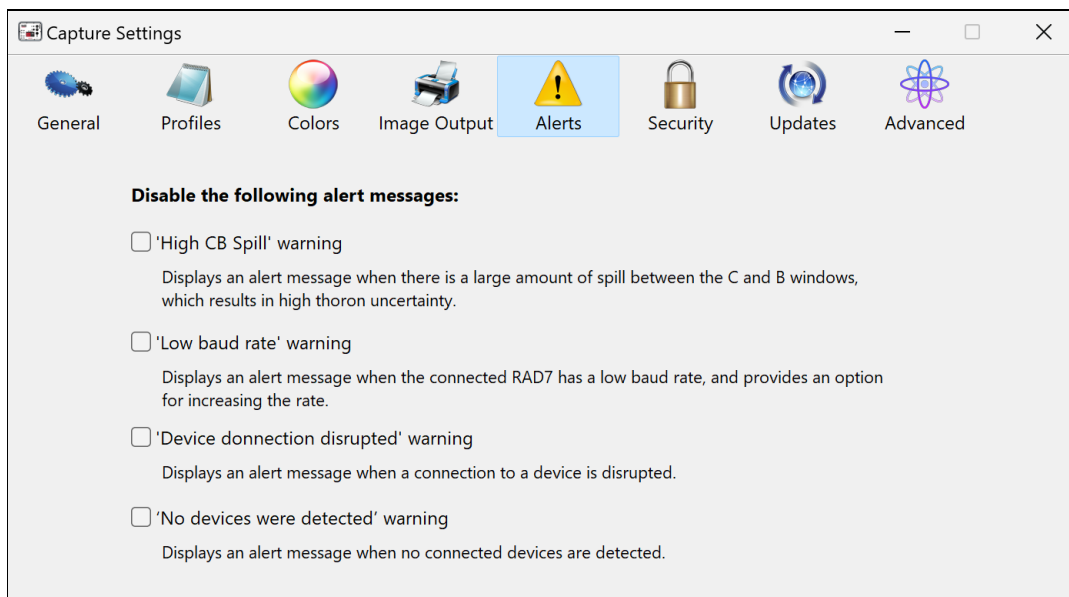 Capture Settings
General Profiles Colors Image Output Alerts Security Updates Advanced
Disable the following alert messages:
'High CB Spill' warning
Displays an alert message when there is a large amount of spill between the C and B windows,
which results in high thoron uncertainty.
'Low baud rate' warning
Displays an alert message when the connected RAD7 has a low baud rate, and provides an option
for increasing the rate.
'Device donnection disrupted' warning
Displays an alert message when a connection to a device is disrupted.
‘No devices were detected’ warning
Displays an alert message when no connected devices are detected.